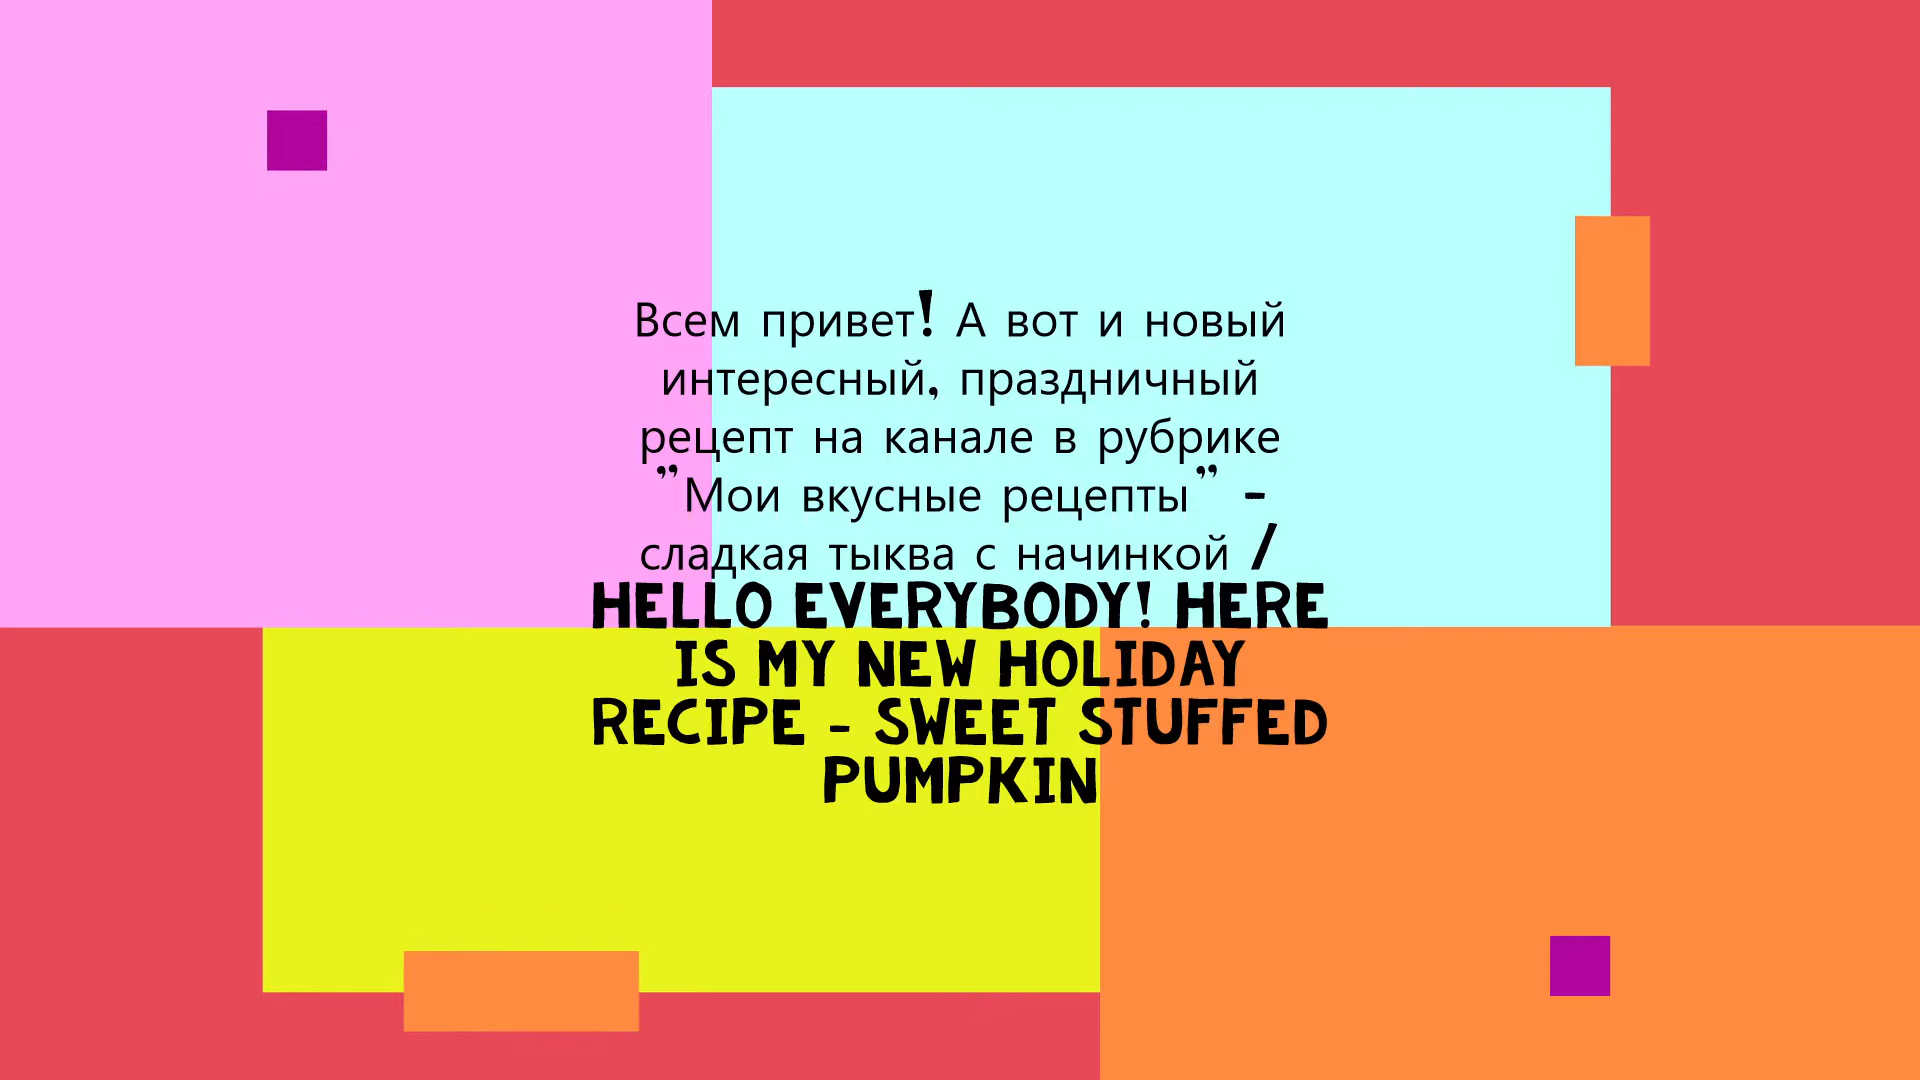 Всем привет! А вот и новый
интересный, праздничный
рецепт на канале в рубрике
"Мои вкусные рецепты" -
сладкая тыква с начинкой /
HELLO EVERYBODY! HERE
IS MY NEW HOLIDAY
RECIPE - SWEET STUFFED
PUMPKIN